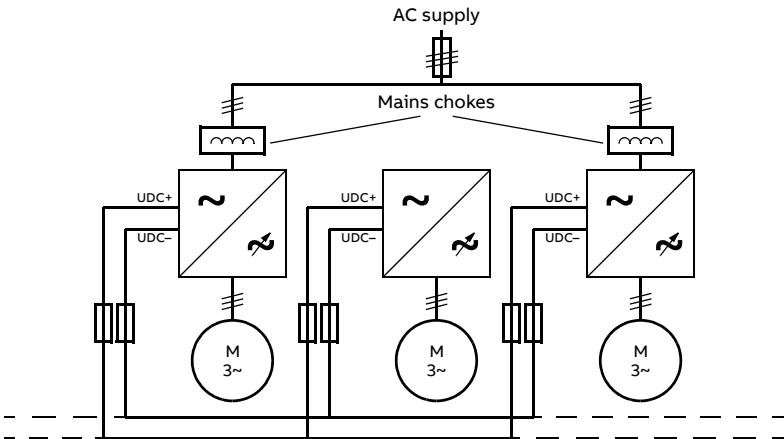 AC supply
Mains chokes
~
~
~
UDC+
UDC+
UDC+
UDC–
UDC–
UDC–
~
~
~
M
3~
M
3~
M
3~